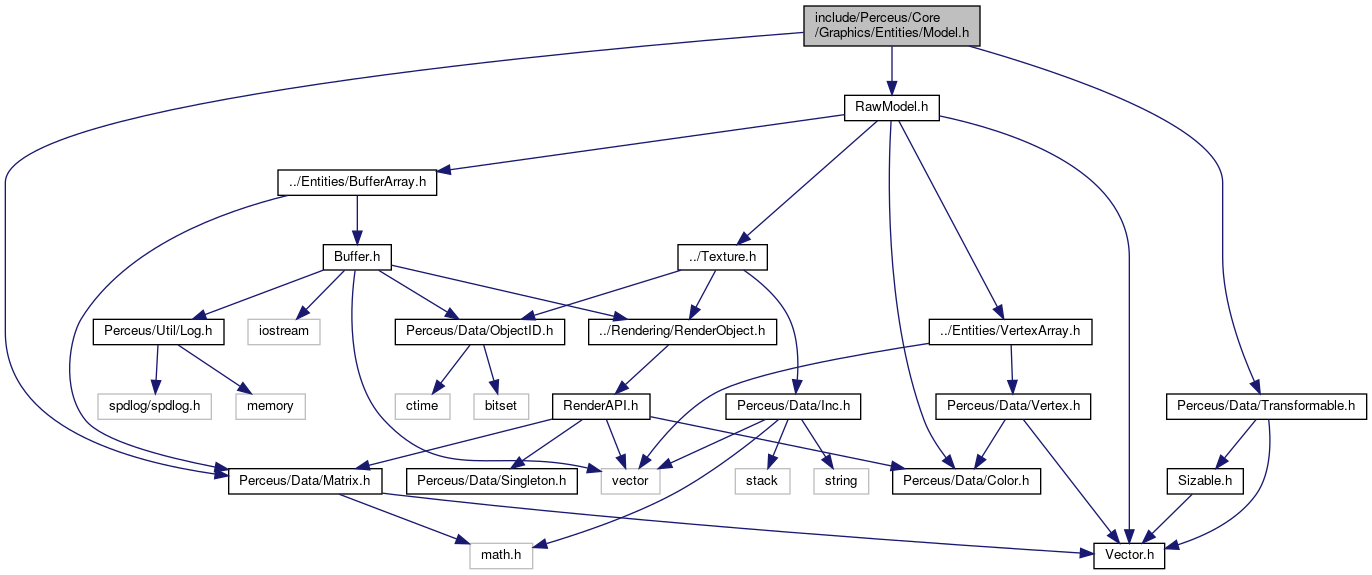 include/Perceus/Core
/Graphics/Entities/Model.h
RawModel.h
../Entities/BufferArray.h
Buffer.h
../Texture.h
Perceus/Util/Log.h
iostream
Perceus/Data/ObjectID.h
../Rendering/RenderObject.h
../Entities/VertexArray.h
spdlog/spdlog.h
memory
ctime
bitset
RenderAPI.h
Perceus/Data/Inc.h
Perceus/Data/Vertex.h
Perceus/Data/Transformable.h
Perceus/Data/Matrix.h
Perceus/Data/Singleton.h
vector
stack
string
Perceus/Data/Color.h
Sizable.h
math.h
Vector.h